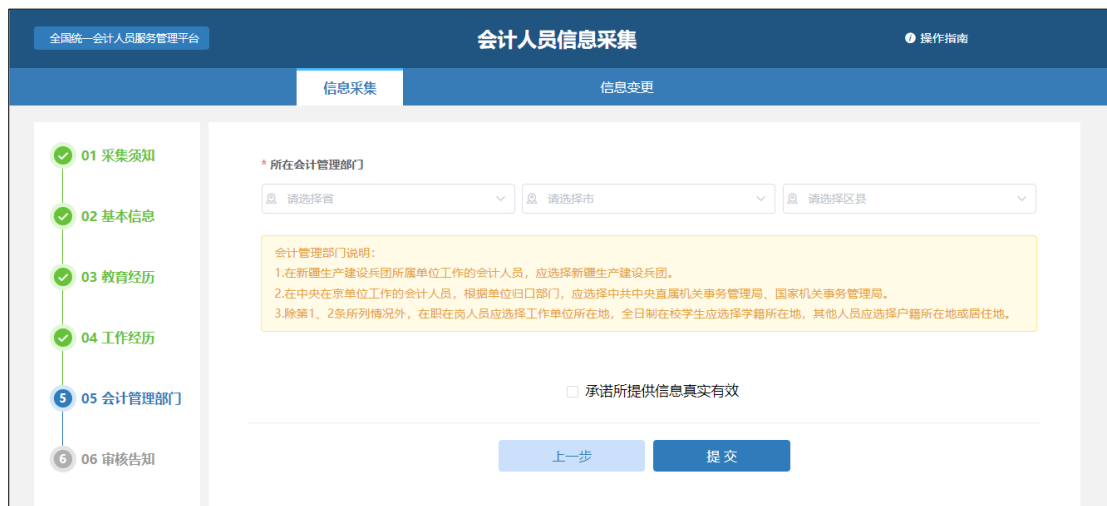 全国统一会计人员服务管理平台
会计人员信息采集
操作指南
信息采集
信息变更
01 采集须知
02 基本信息
03 教育经历
04 工作经历
5 05 会计管理部门
6 06 审核告知
* 所在会计管理部门
请选择省
请选择市
请选择区县
会计管理部门说明：
1.在新疆生产建设兵团所属单位工作的会计人员，应选择新疆生产建设兵团。
2.在中央在京单位工作的会计人员，根据单位归口部门，应选择中共中央直属机关事务管理局、国家机关事务管理局。
3.除第1、2条所列情况外，在职在岗人员应选择工作单位所在地，全日制在校学生应选择学籍所在地，其他人员应选择户籍所在地或居住地。
承诺所提供信息真实有效
上一步
提交